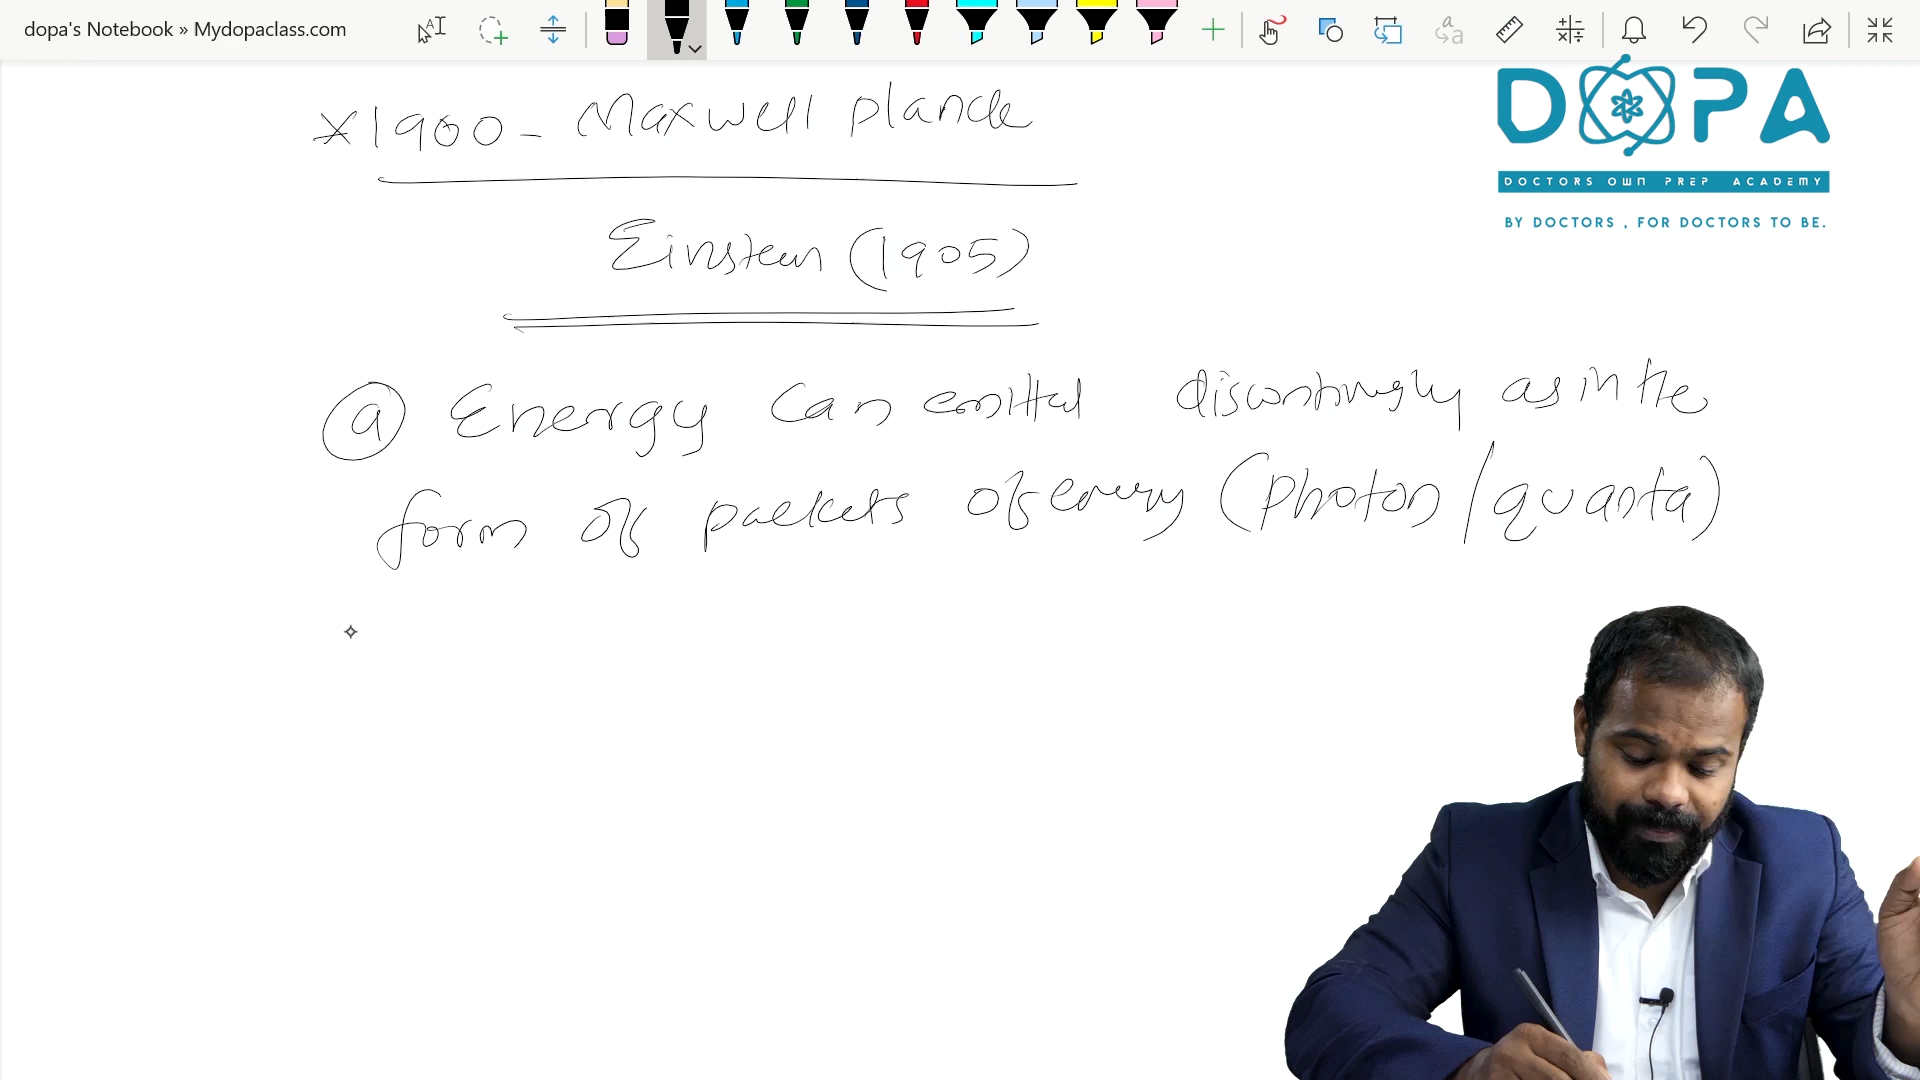 dopa's Notebook » Mydopaclass.com
DOPA
DOCTORS OWN PREP ACADEMY
BY DOCTORS , FOR DOCTORS TO BE.
* 1900 - Maxwell planck
Einstein (1905)
(a) Energy can emitted discontinuously as in the
form of packets of energy (photon / quanta)